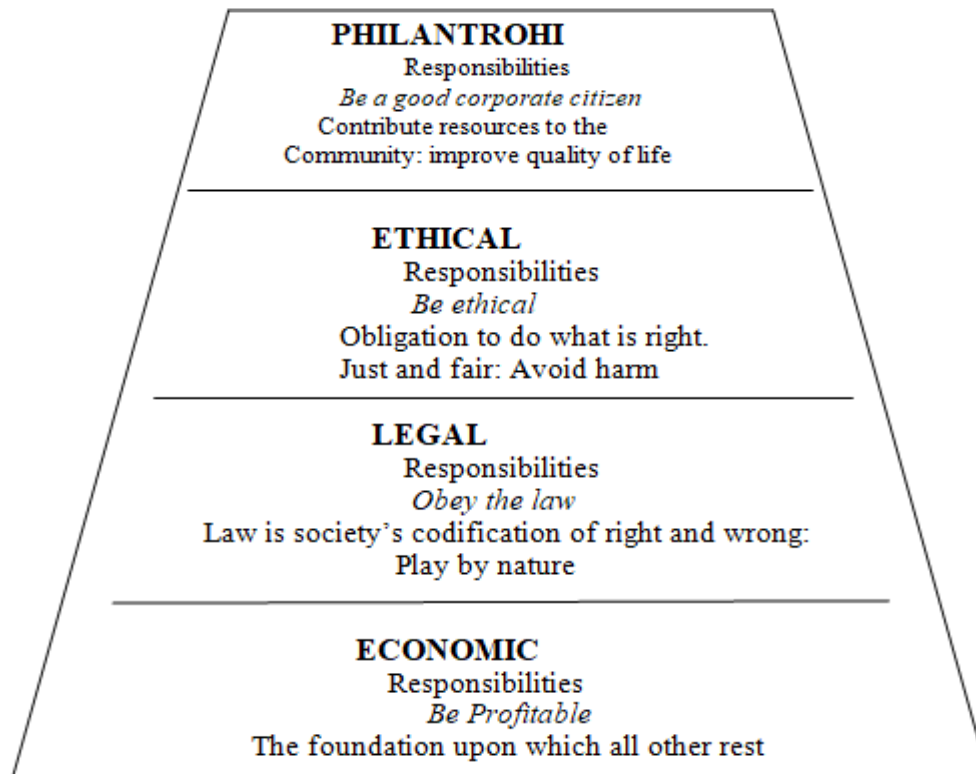 PHILANTROHI
Responsibilities
Be a good corporate citizen
Contribute resources to the
Community: improve quality of life
ETHICAL
Responsibilities
Be ethical
Obligation to do what is right.
Just and fair: Avoid harm
LEGAL
Responsibilities
Obey the law
Law is society’s codification of right and wrong:
Play by nature
ECONOMIC
Responsibilities
Be Profitable
The foundation upon which all other rest